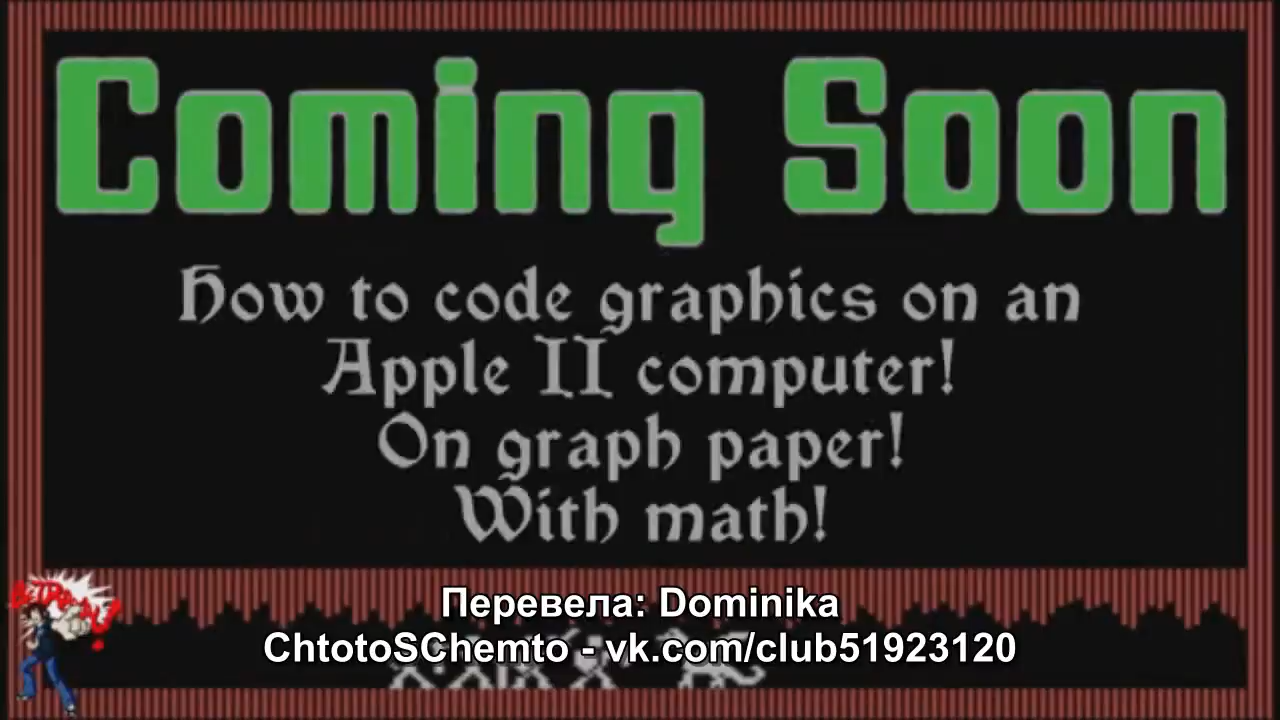 Coming Soon
How to code graphics on an
Apple II computer!
On graph paper!
With math!
Перевела: Dominika
ChtotoSChemto - vk.com/club51923120